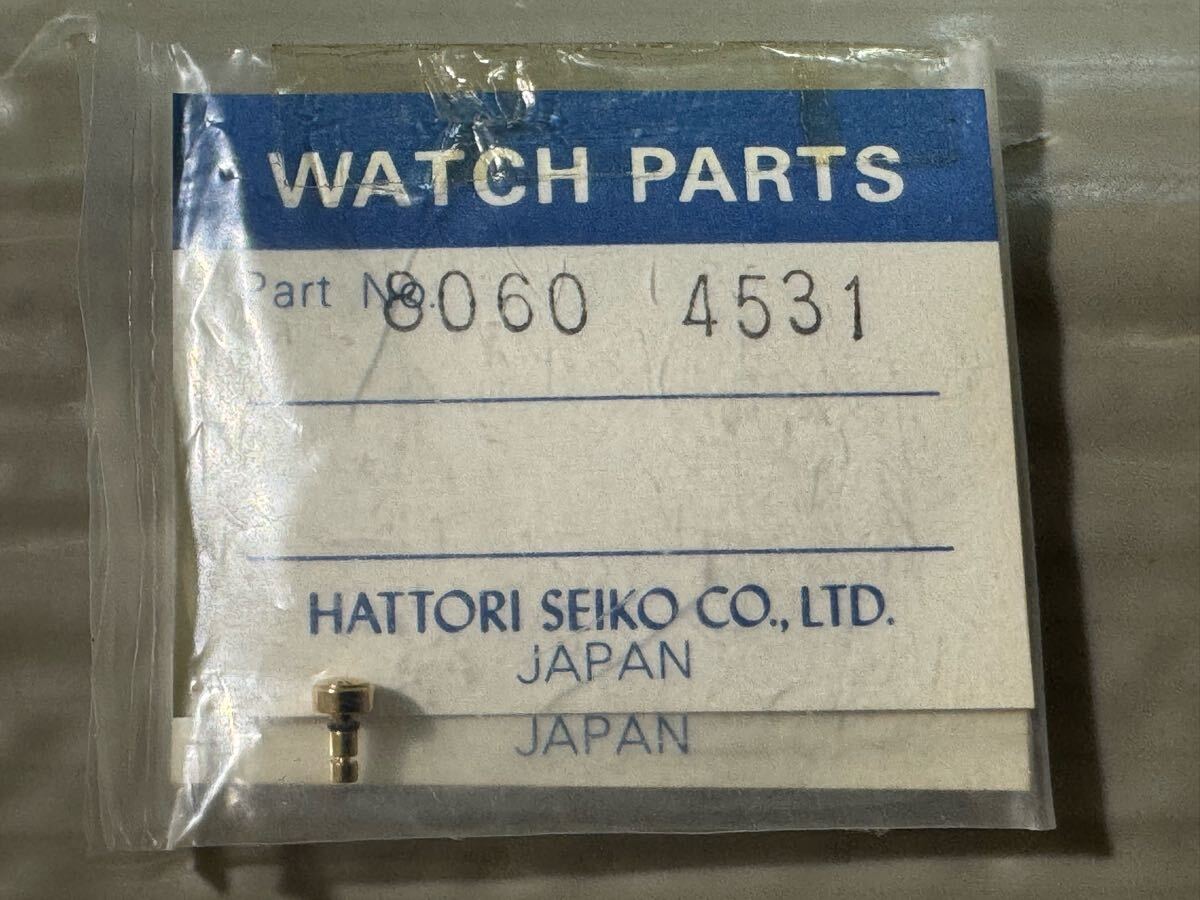 WATCH PARTS
Part No. 8060 4531
HATTORI SEIKO CO., LTD.
JAPAN
JAPAN